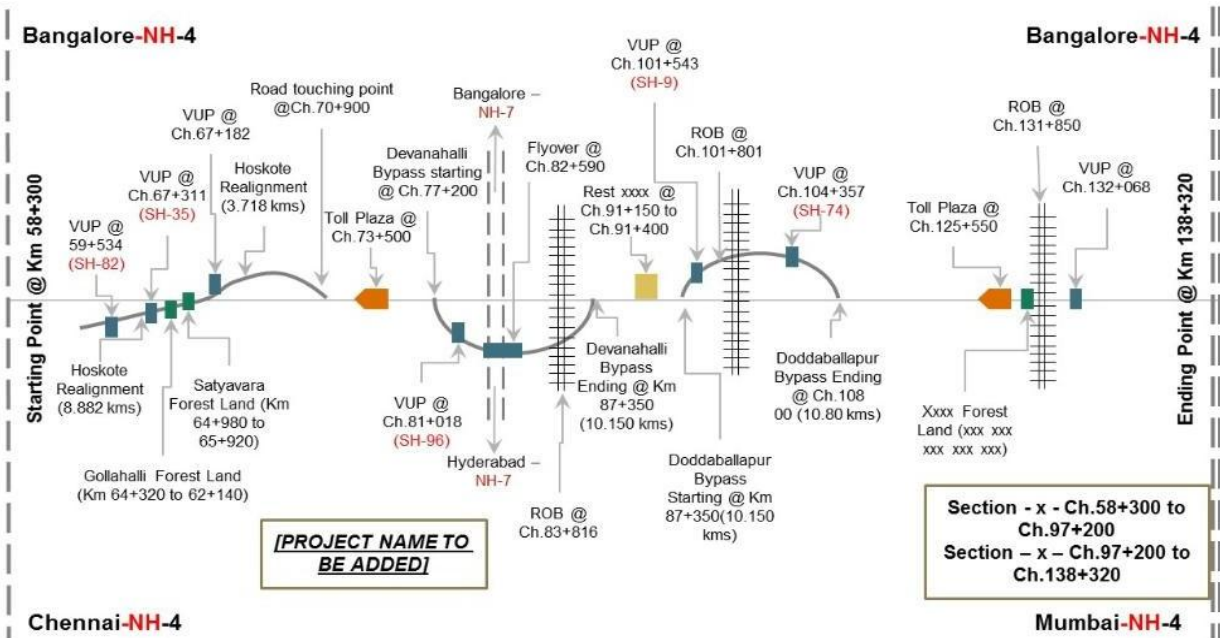 Bangalore-NH-4
Bangalore-NH-4
Starting Point @ Km 58+300
Ending Point @ Km 138+320
VUP @
59+534
(SH-82)
VUP @
Ch.67+311
(SH-35)
VUP @
Ch.67+182
Hoskote
Realignment
(3.718 kms)
Road touching point
@Ch.70+900
Toll Plaza @
Ch.73+500
Devanahalli
Bypass starting
@ Ch.77+200
Bangalore –
NH-7
Flyover @
Ch.82+590
Rest xxxx @
Ch.91+150 to
Ch.91+400
VUP @
Ch.101+543
(SH-9)
ROB @
Ch.101+801
VUP @
Ch.104+357
(SH-74)
Toll Plaza @
Ch.125+550
ROB @
Ch.131+850
VUP @
Ch.132+068
Hoskote
Realignment
(8.882 kms)
Gollahalli Forest Land
(Km 64+320 to 62+140)
Satyavara
Forest Land (Km
64+980 to
65+920)
VUP @
Ch.81+018
(SH-96)
Hyderabad –
NH-7
ROB @
Ch.83+816
Devanahalli
Bypass
Ending @ Km
87+350
(10.150 kms)
Doddaballapur
Bypass
Starting @ Km
87+350(10.150
kms)
Doddaballapur
Bypass Ending
@ Ch.108
00 (10.80 kms)
Xxxx Forest
Land (xxx xxx
xxx xxx xxx)
[PROJECT NAME TO
BE ADDED]
Section - x - Ch.58+300 to
Ch.97+200
Section – x – Ch.97+200 to
Ch.138+320
Chennai-NH-4
Mumbai-NH-4